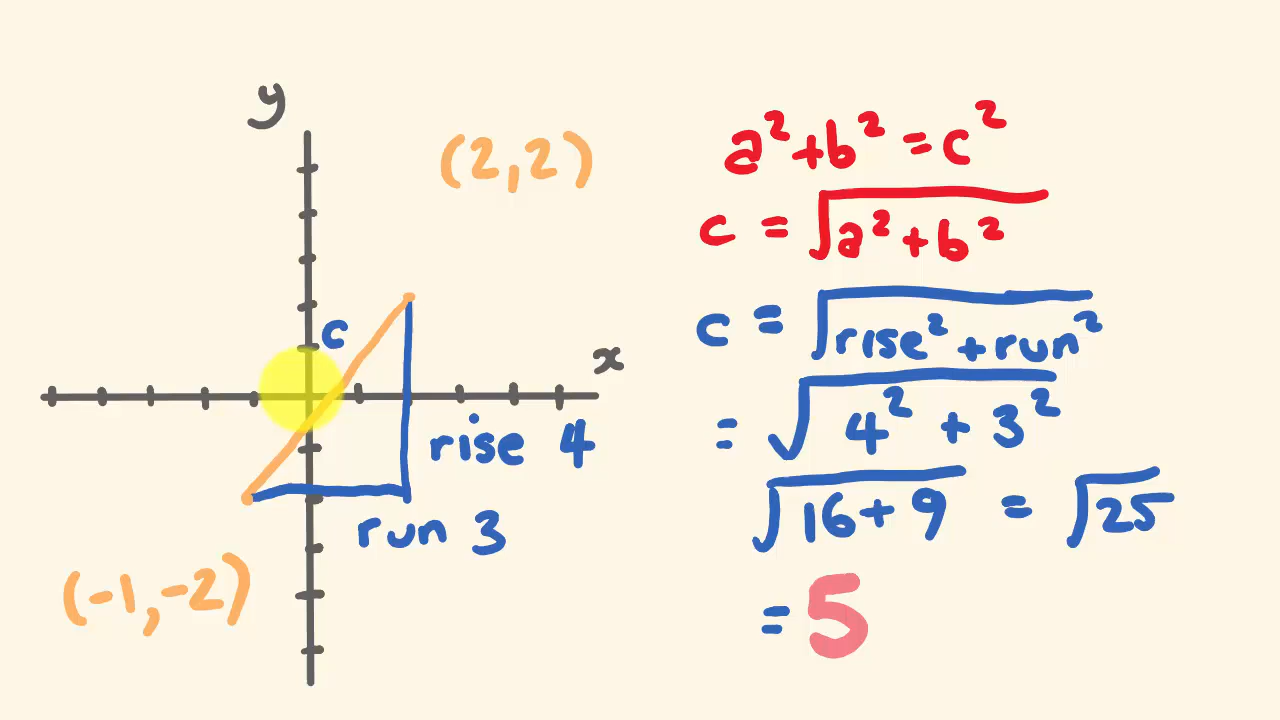 y
(2,2)
c
x
rise 4
run 3
(-1,-2)
a²+b²=c²
c = √a²+b²
c = √rise²+run²
= √4²+3²
√16+9 = √25
= 5